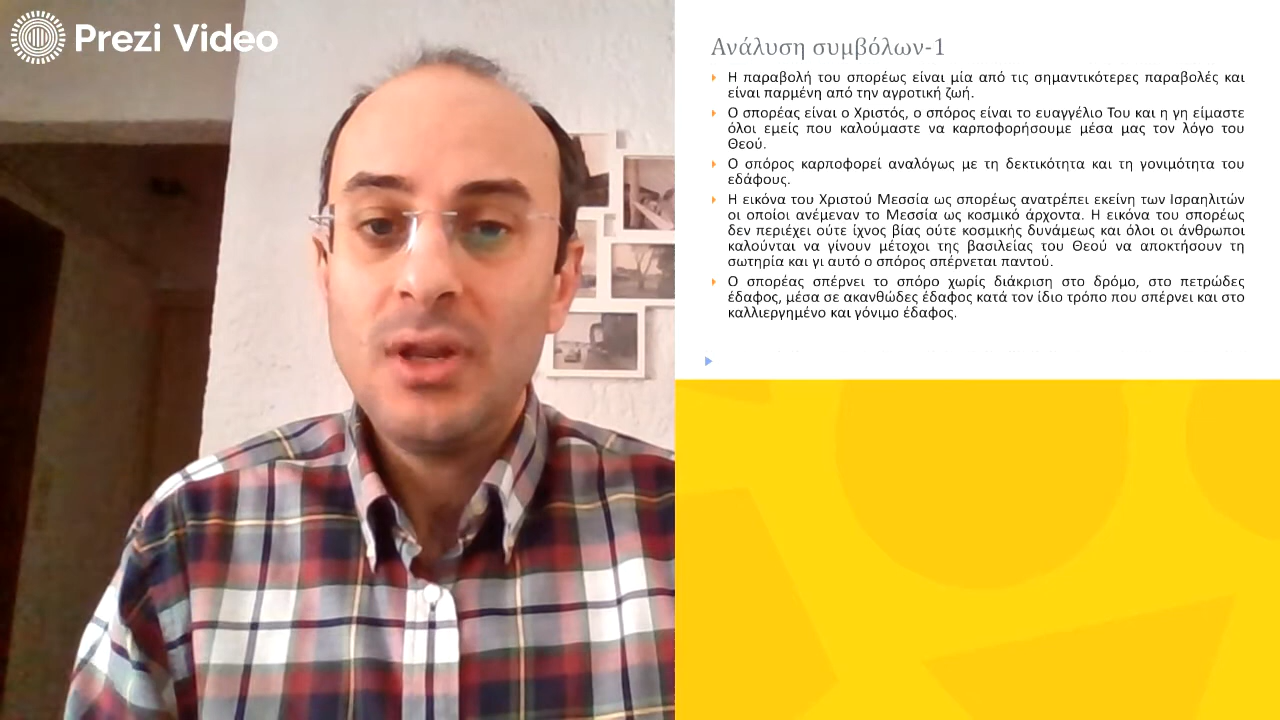 Prezi Video
Ανάλυση συμβόλων-1
Η παραβολή του σπορέως είναι μία από τις σημαντικότερες παραβολές και
είναι παρμένη από την αγροτική ζωή.
Ο σπορέας είναι ο Χριστός, ο σπόρος είναι το ευαγγέλιο Του και η γη είμαστε
όλοι εμείς που καλούμαστε να καρποφορήσουμε μέσα μας τον λόγο του
Θεού.
Ο σπόρος καρποφορεί αναλόγως με τη δεκτικότητα και τη γονιμότητα του
εδάφους.
Η εικόνα του Χριστού Μεσσία ως σπορέως ανατρέπει εκείνη των Ισραηλιτών
οι οποίοι ανέμεναν το Μεσσία ως κοσμικό άρχοντα. Η εικόνα του σπορέως
δεν περιέχει ούτε ίχνος βίας ούτε κοσμικής δυνάμεως και όλοι οι άνθρωποι
καλούνται να γίνουν μέτοχοι της βασιλείας του Θεού να αποκτήσουν τη
σωτηρία και γι αυτό ο σπόρος σπέρνεται παντού.
Ο σπορέας σπέρνει το σπόρο χωρίς διάκριση στο δρόμο, στο πετρώδες
έδαφος, μέσα σε ακανθώδες έδαφος κατά τον ίδιο τρόπο που σπέρνει και στο
καλλιεργημένο και γόνιμο έδαφος.